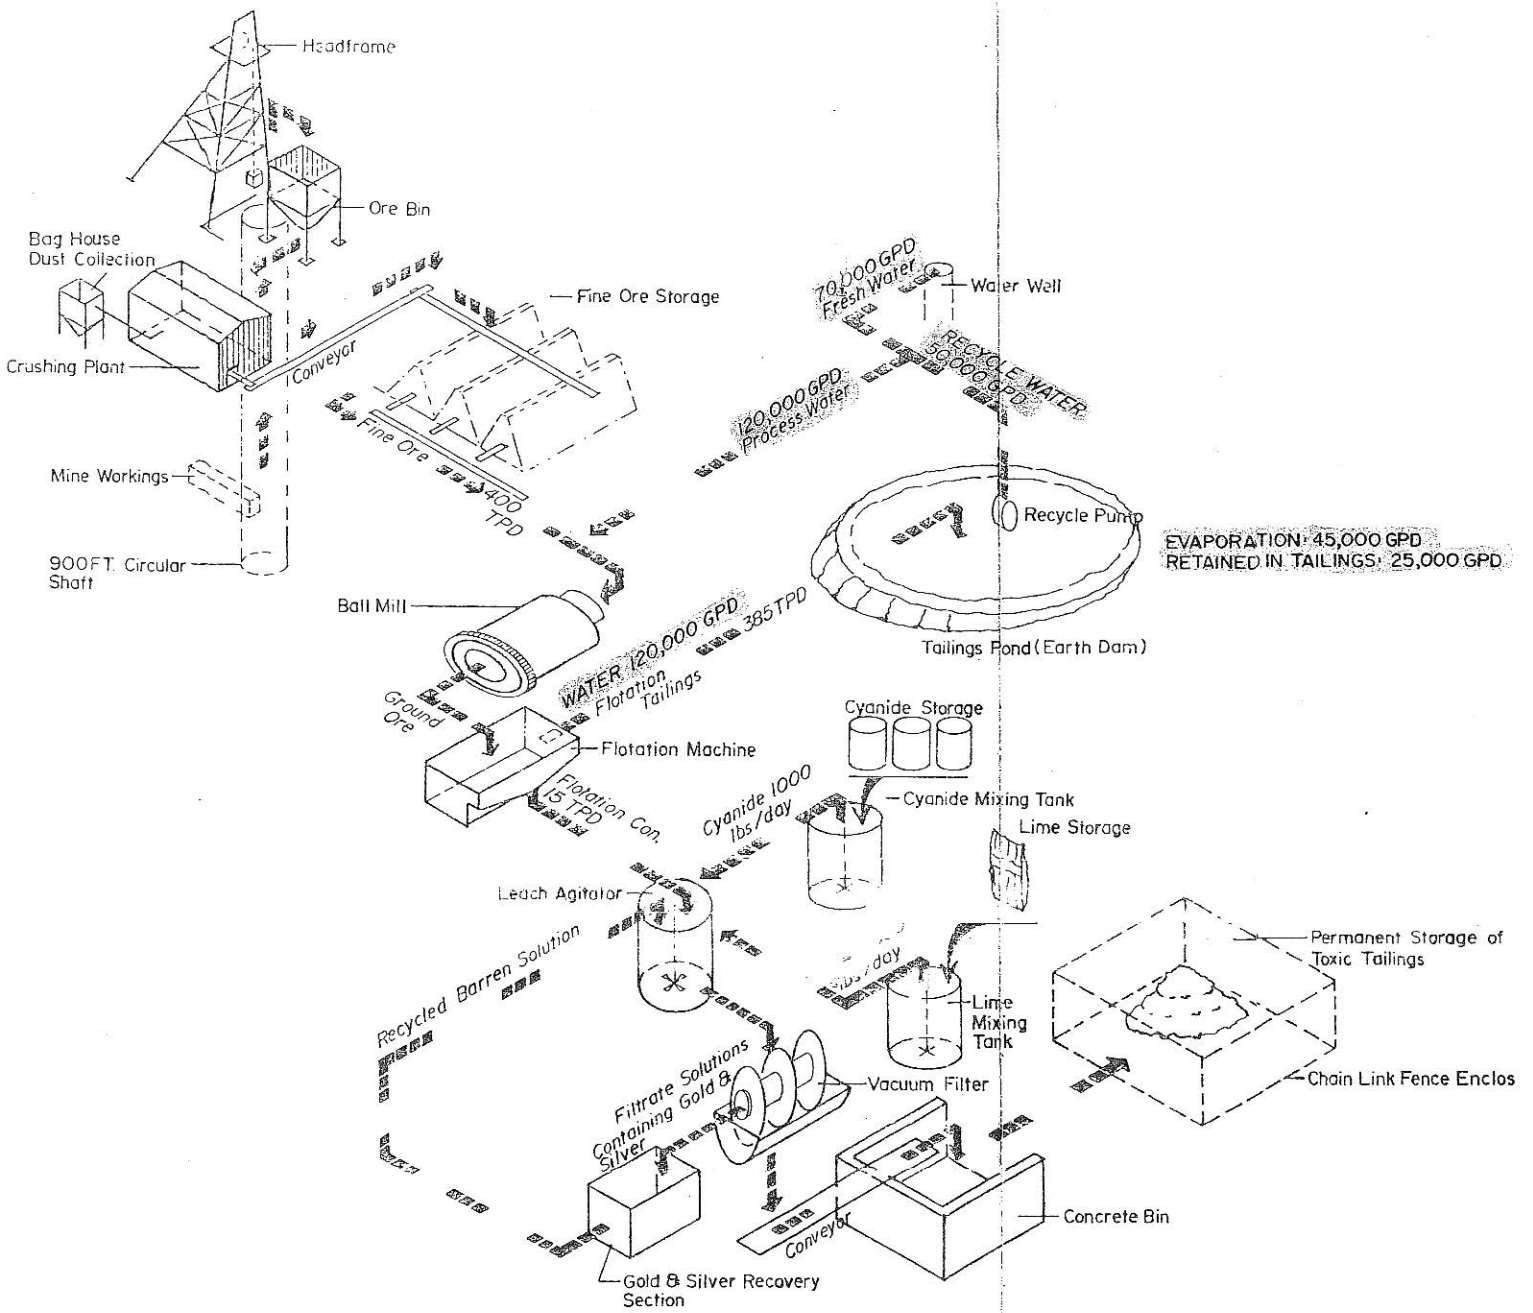 Headframe
Ore Bin
Bag House
Dust Collection
Fine Ore Storage
Crushing Plant
Conveyor
Fine Ore
400
TPD
Mine Workings
900FT. Circular
Shaft
70,000 GPD
Fresh Water
Water Well
RECYCLE WATER
50,000 GPD
120,000 GPD
Process Water
Recycle Pump
EVAPORATION: 45,000 GPD
RETAINED IN TAILINGS: 25,000 GPD
Tailings Pond (Earth Dam)
Ball Mill
WATER 120,000 GPD
Flotation
Tailings
385 TPD
Ground
Ore
Flotation Machine
Flotation Con.
15 TPD
Cyanide Storage
Cyanide 1000
lbs/day
Cyanide Mixing Tank
Lime Storage
Leach Agitator
Recycled Barren Solution
lbs/day
Lime
Mixing
Tank
Permanent Storage of
Toxic Tailings
Chain Link Fence Enclos
Filtrate Solutions
Containing Gold &
Silver
Vacuum Filter
Conveyor
Concrete Bin
Gold & Silver Recovery
Section